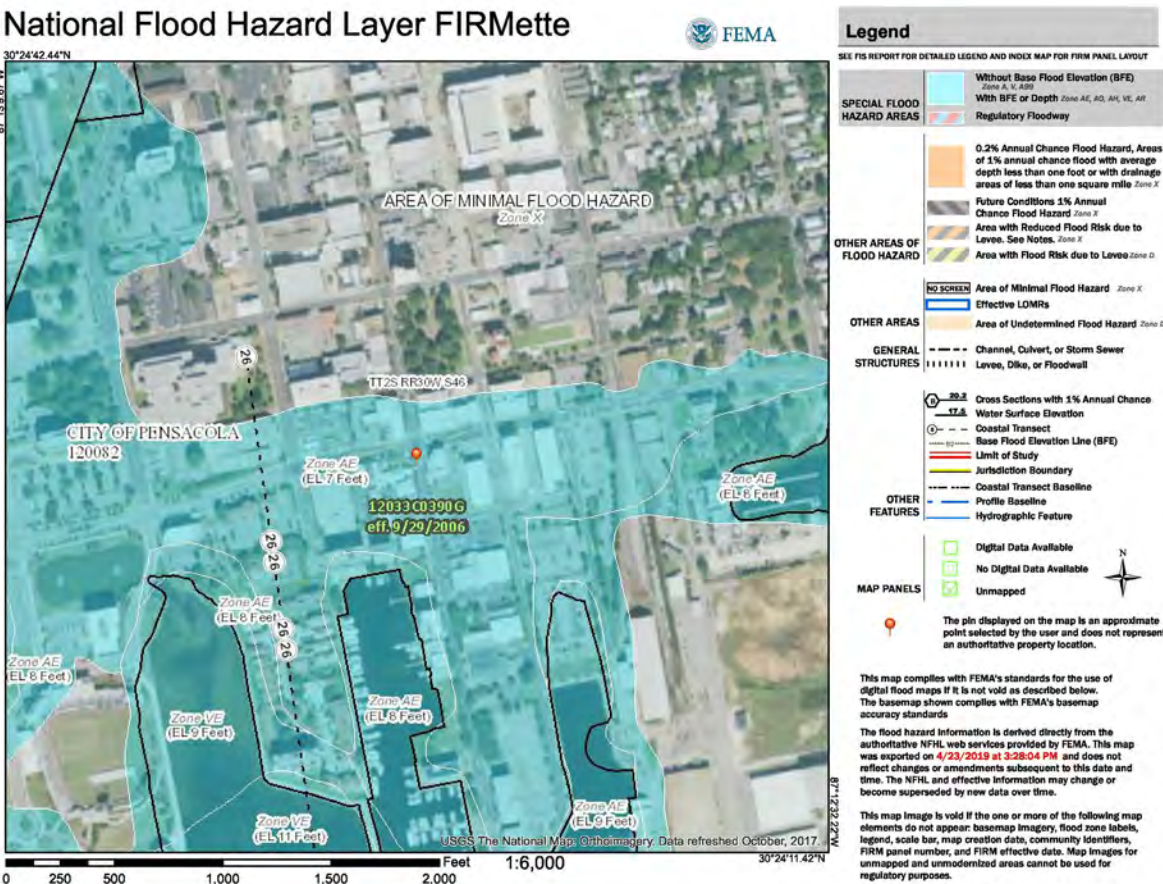 National Flood Hazard Layer FIRMette
FEMA
30°24'42.44"N
AREA OF MINIMAL FLOOD HAZARD
Zone X
26
TT2S RR30W S46
CITY OF PENSACOLA
120082
Zone AE
(EL 7 Feet)
Zone AE
(EL 8 Feet)
12033C0390G
eff. 9/29/2006
26 26
Zone AE
(EL 8 Feet)
26 26
Zone AE
(EL 8 Feet)
Zone VE
(EL 9 Feet)
Zone AE
(EL 8 Feet)
Zone VE
(EL 11 Feet)
Zone AE
(EL 9 Feet)
USGS The National Map: Orthoimagery. Data refreshed October, 2017.
87°12'32.22"W
30°24'11.42"N
Feet
1:6,000
0 250 500 1,000 1,500 2,000
Legend
SEE FIS REPORT FOR DETAILED LEGEND AND INDEX MAP FOR FIRM PANEL LAYOUT
SPECIAL FLOOD
HAZARD AREAS
Without Base Flood Elevation (BFE)
Zone A, V, A99
With BFE or Depth Zone AE, AO, AH, VE, AR
Regulatory Floodway
0.2% Annual Chance Flood Hazard, Areas
of 1% annual chance flood with average
depth less than one foot or with drainage
areas of less than one square mile Zone X
Future Conditions 1% Annual
Chance Flood Hazard Zone X
Area with Reduced Flood Risk due to
Levee. See Notes. Zone X
Area with Flood Risk due to Levee Zone D
OTHER AREAS OF
FLOOD HAZARD
NO SCREEN Area of Minimal Flood Hazard Zone X
Effective LOMRs
Area of Undetermined Flood Hazard Zone
OTHER AREAS
GENERAL
STRUCTURES
Channel, Culvert, or Storm Sewer
Levee, Dike, or Floodwall
B 20.2 Cross Sections with 1% Annual Chance
17.5 Water Surface Elevation
8 Coastal Transect
Base Flood Elevation Line (BFE)
Limit of Study
Jurisdiction Boundary
Coastal Transect Baseline
Profile Baseline
Hydrographic Feature
OTHER
FEATURES
Digital Data Available
No Digital Data Available
Unmapped
MAP PANELS
N
The pin displayed on the map is an approximate
point selected by the user and does not represent
an authoritative property location.
This map complies with FEMA's standards for the use of
digital flood maps if it is not void as described below.
The basemap shown complies with FEMA's basemap
accuracy standards
The flood hazard information is derived directly from the
authoritative NFHL web services provided by FEMA. This map
was exported on 4/23/2019 at 3:28:04 PM and does not
reflect changes or amendments subsequent to this date and
time. The NFHL and effective information may change or
become superseded by new data over time.
This map image is void if the one or more of the following map
elements do not appear: basemap imagery, flood zone labels,
legend, scale bar, map creation date, community identifiers,
FIRM panel number, and FIRM effective date. Map images for
unmapped and unmodernized areas cannot be used for
regulatory purposes.